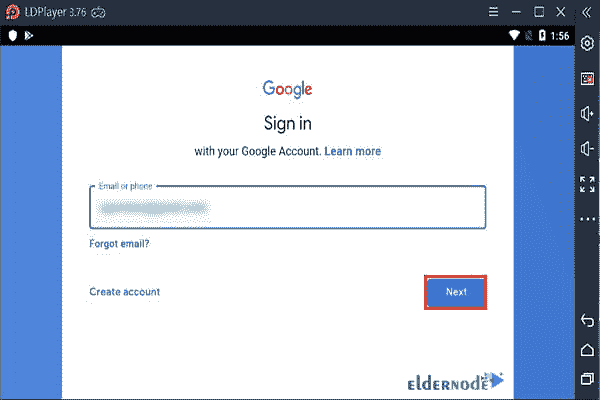 LDPlayer 3.76
1:56
Google
Sign in
with your Google Account. Learn more
Email or phone
Forgot email?
Create account
Next
eldernode